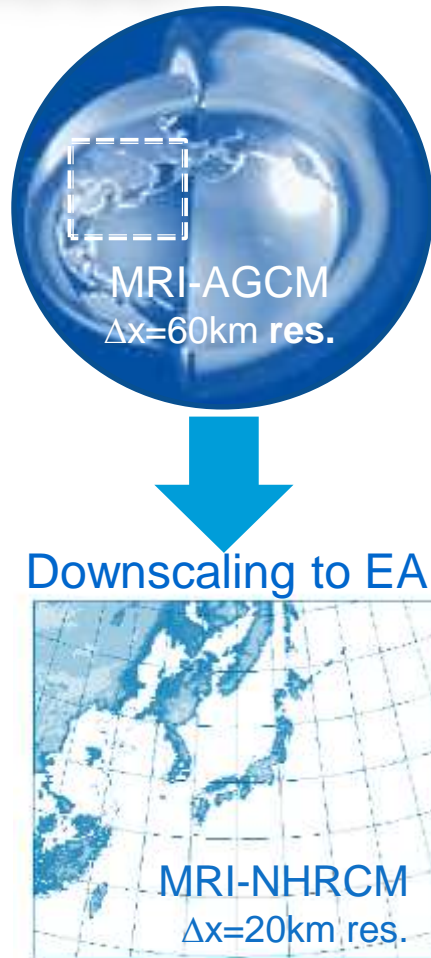 MRI-AGCM
Δx=60km res.
Downscaling to EA
MRI-NHRCM
Δx=20km res.